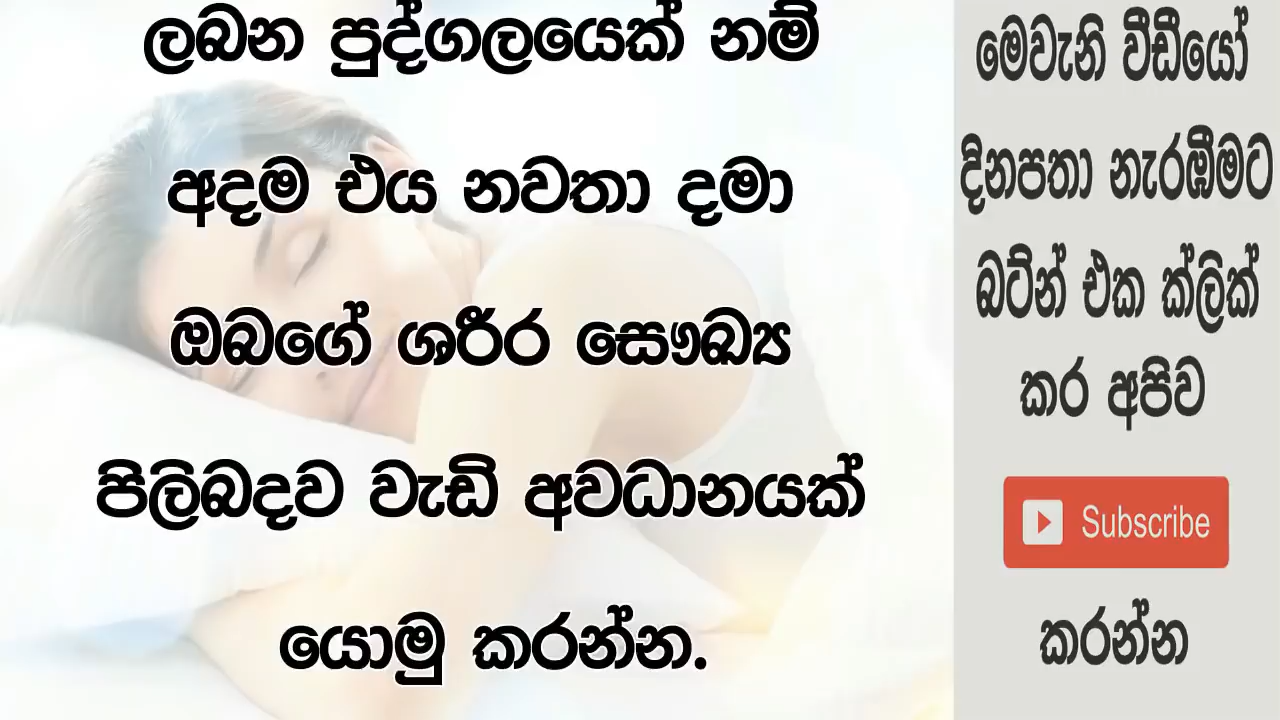 ලබන පුද්ගලයෙක් නම්
අදම එය නවතා දමා
ඔබගේ ශරීර සෞඛ්‍ය
පිලිබදව වැඩි අවධානයක්
යොමු කරන්න.
මෙවැනි වීඩීයෝ
දිනපතා නැරඹීමට
බටින් එක ක්ලික්
කර අපිව
Subscribe
කරන්න